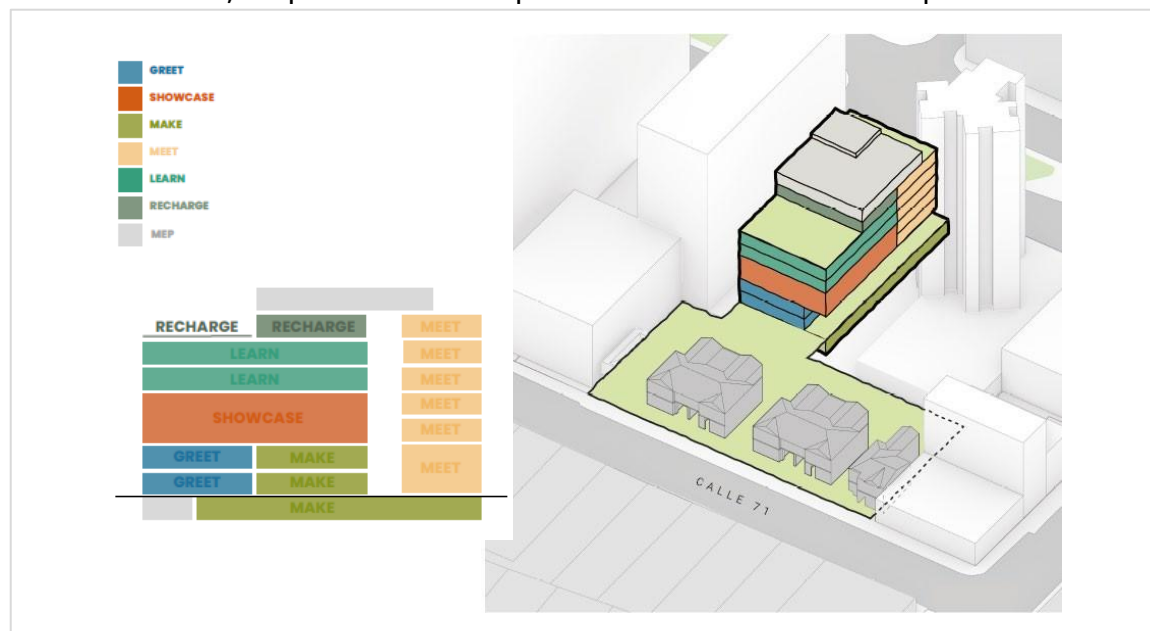 GREET
SHOWCASE
MAKE
MEET
LEARN
RECHARGE
MEP
RECHARGE RECHARGE MEET
LEARN MEET
LEARN MEET
SHOWCASE MEET
MEET
GREET MAKE
MEET
GREET MAKE
MAKE
CALLE 71